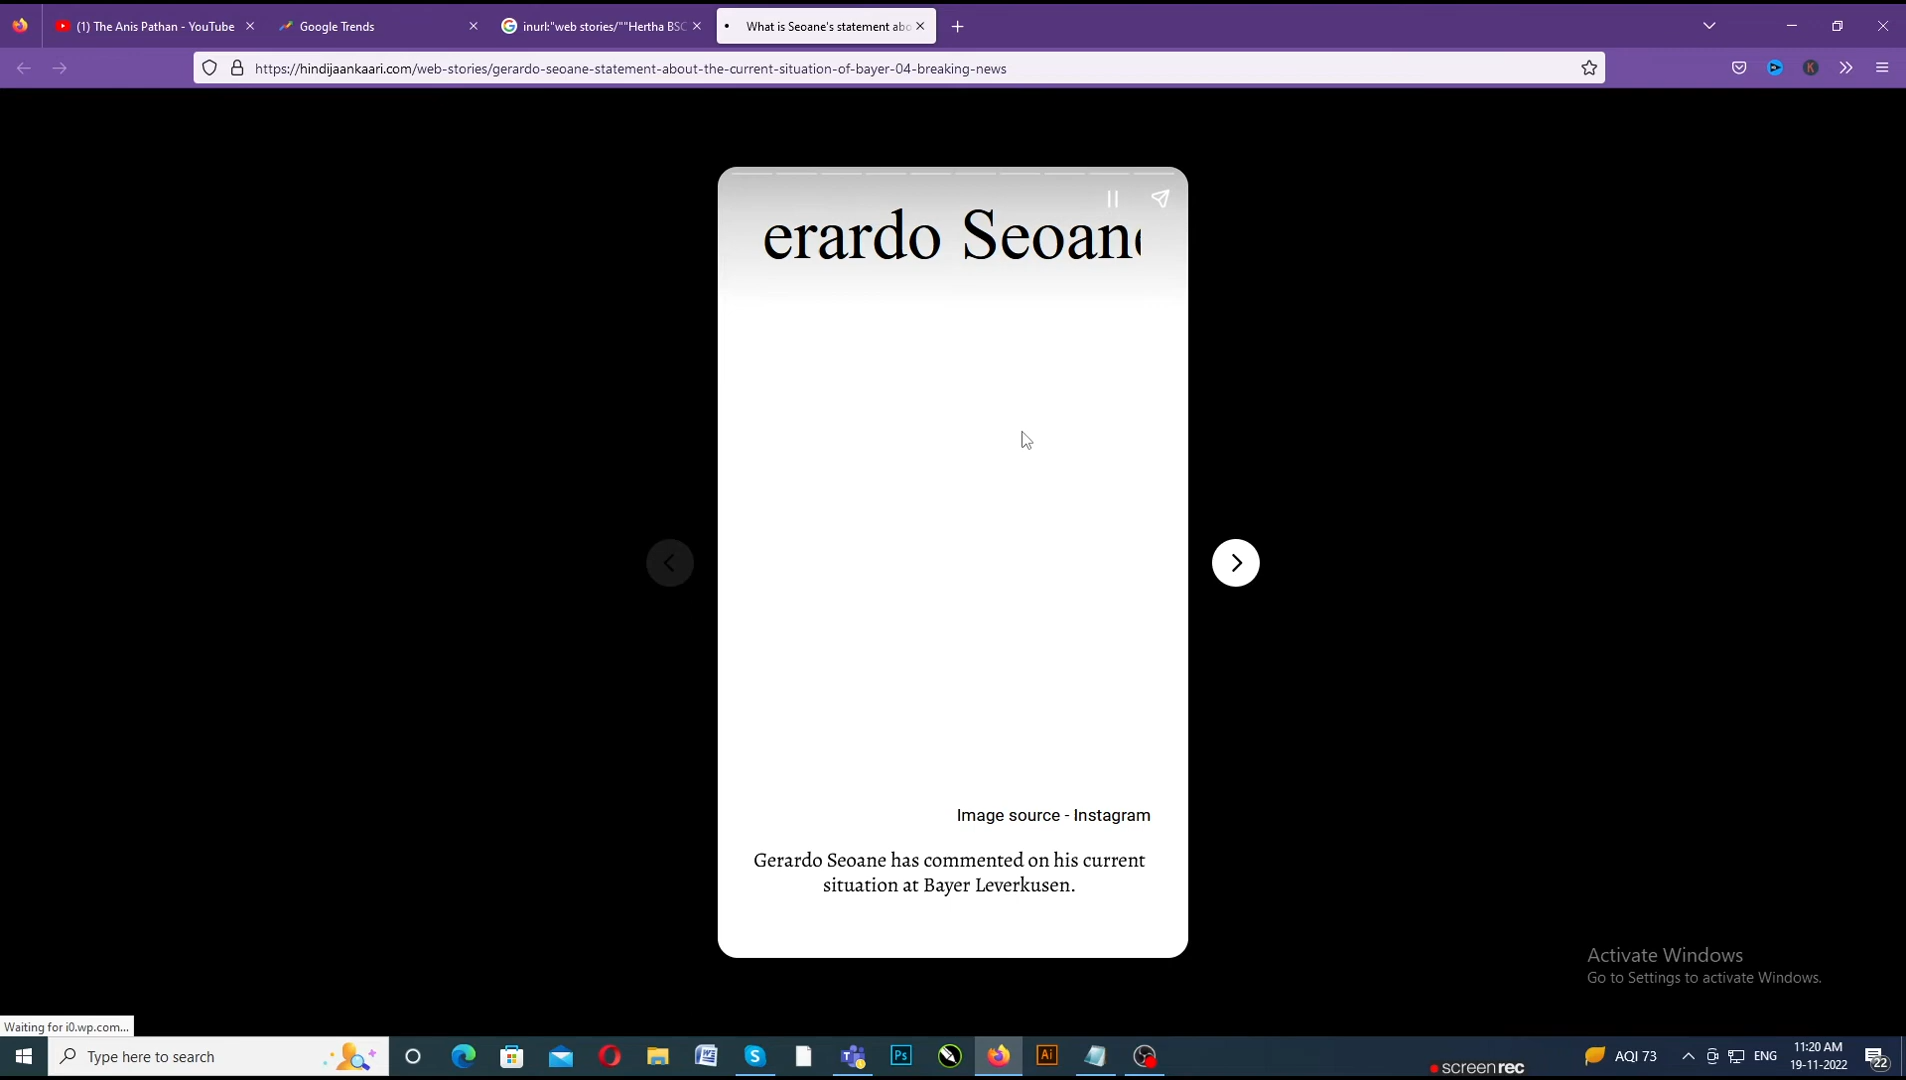 (1) The Anis Pathan - YouTube
Google Trends
inurl:"web stories/""Hertha BSC
What is Seoane's statement abo
https://hindijaankaari.com/web-stories/gerardo-seoane-statement-about-the-current-situation-of-bayer-04-breaking-news
K
erardo Seoane
Image source - Instagram
Gerardo Seoane has commented on his current
situation at Bayer Leverkusen.
Activate Windows
Go to Settings to activate Windows.
Waiting for i0.wp.com...
Type here to search
Ps
Ai
screenrec
AQI 73
ENG
11:20 AM
19-11-2022
22